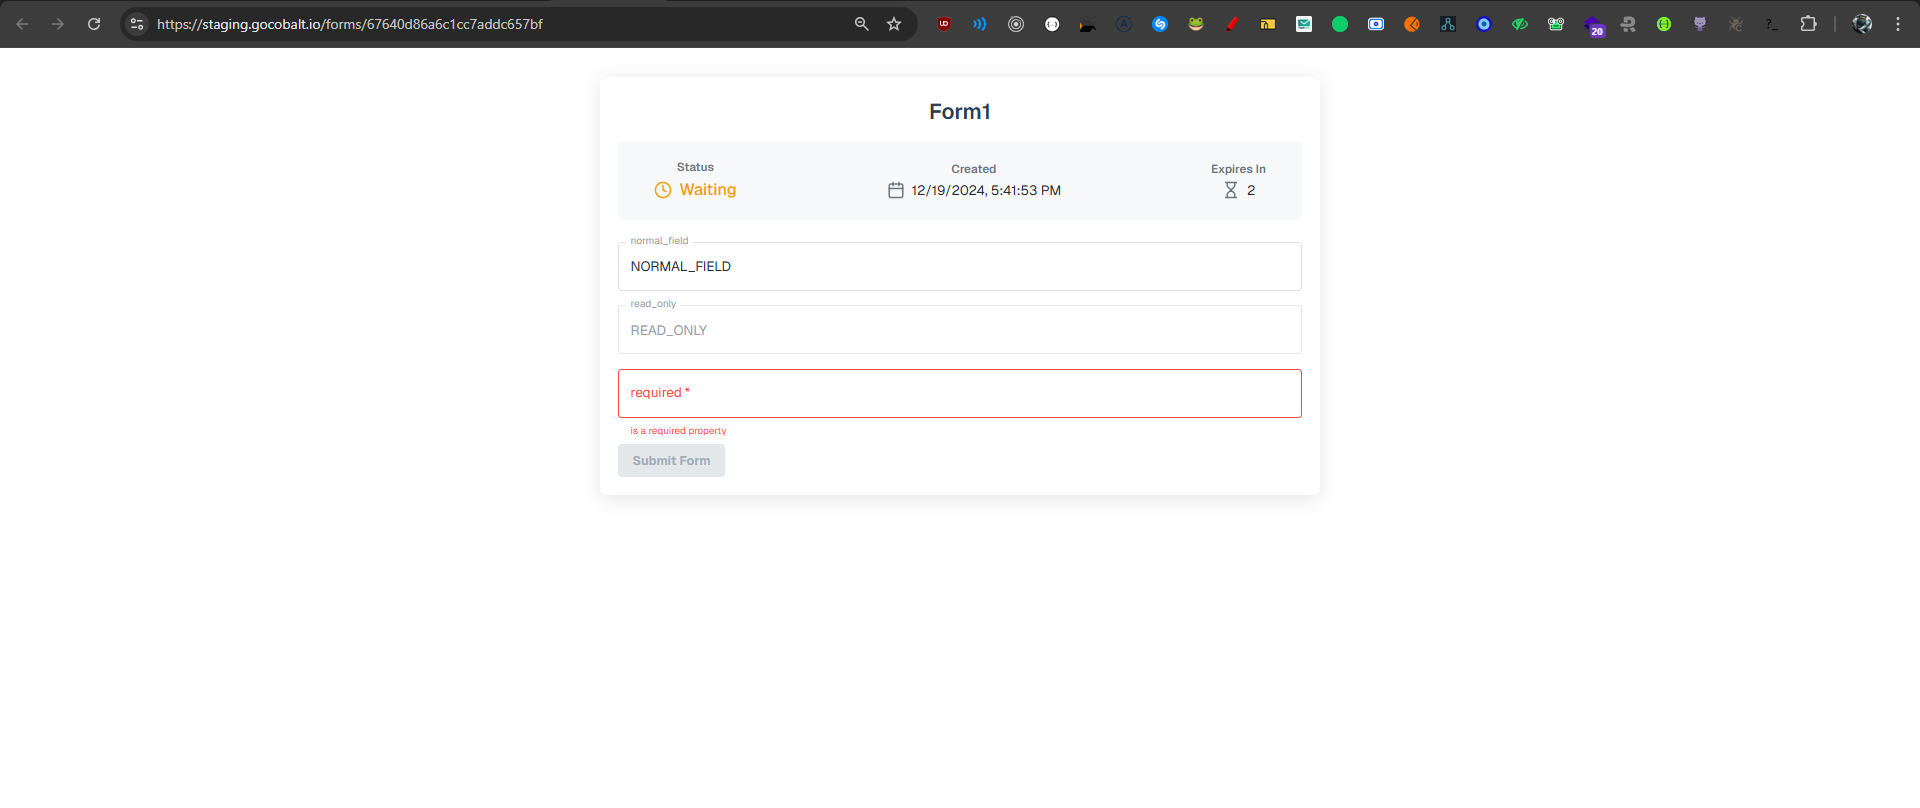 https://staging.gocobalt.io/forms/67640d86a6c1cc7addc657bf
20
Form1
Status
Waiting
Created
12/19/2024, 5:41:53 PM
Expires In
2
normal_field
NORMAL_FIELD
read_only
READ_ONLY
required *
is a required property
Submit Form